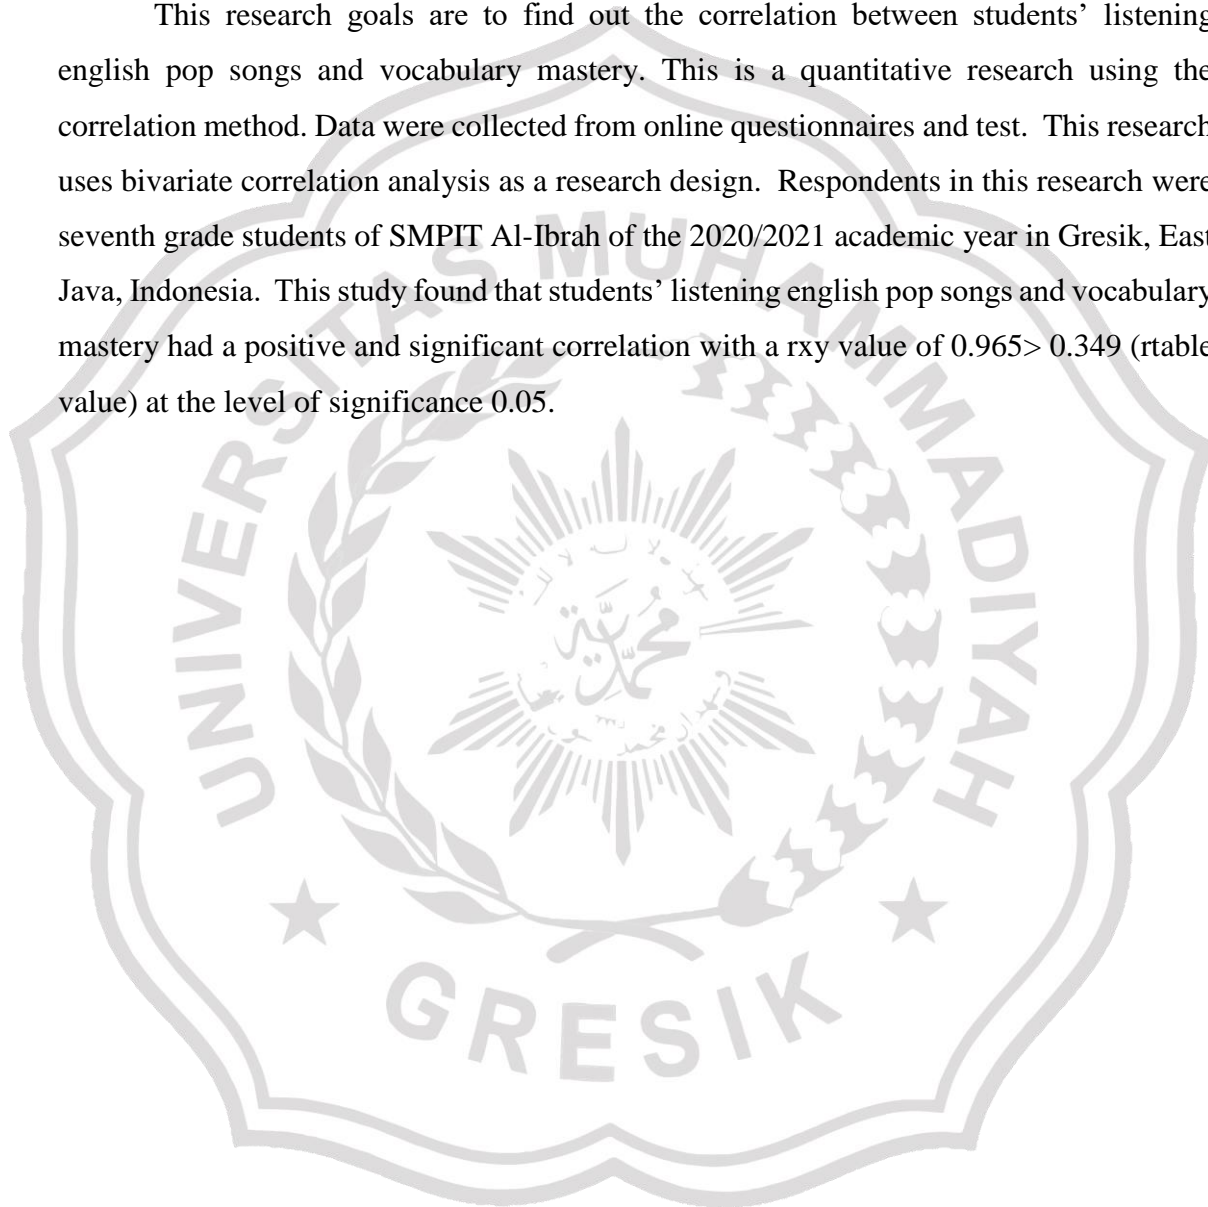 This research goals are to find out the correlation between students’ listening
english pop songs and vocabulary mastery. This is a quantitative research using the
correlation method. Data were collected from online questionnaires and test.  This research
uses bivariate correlation analysis as a research design.  Respondents in this research were
seventh grade students of SMPIT Al-Ibrah of the 2020/2021 academic year in Gresik, East
Java, Indonesia.  This study found that students’ listening english pop songs and vocabulary
mastery had a positive and significant correlation with a rxy value of 0.965> 0.349 (rtable
value) at the level of significance 0.05.
UNIVERSITAS MUHAMMADIYAH
محمدية
GRESIK